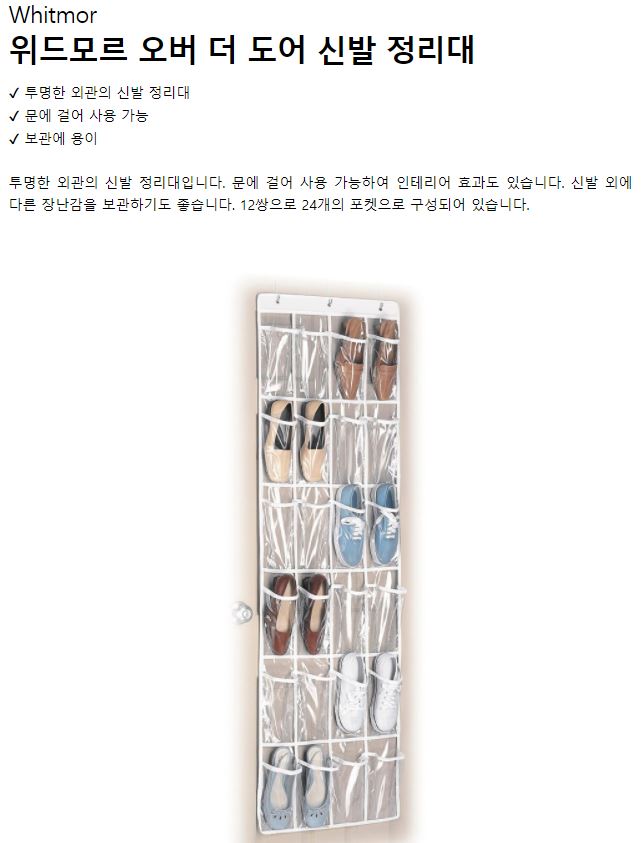 Whitmor
위드모르 오버 더 도어 신발 정리대
✓ 투명한 외관의 신발 정리대
✓ 문에 걸어 사용 가능
✓ 보관에 용이
투명한 외관의 신발 정리대입니다. 문에 걸어 사용 가능하여 인테리어 효과도 있습니다. 신발 외에
다른 장난감을 보관하기도 좋습니다. 12쌍으로 24개의 포켓으로 구성되어 있습니다.